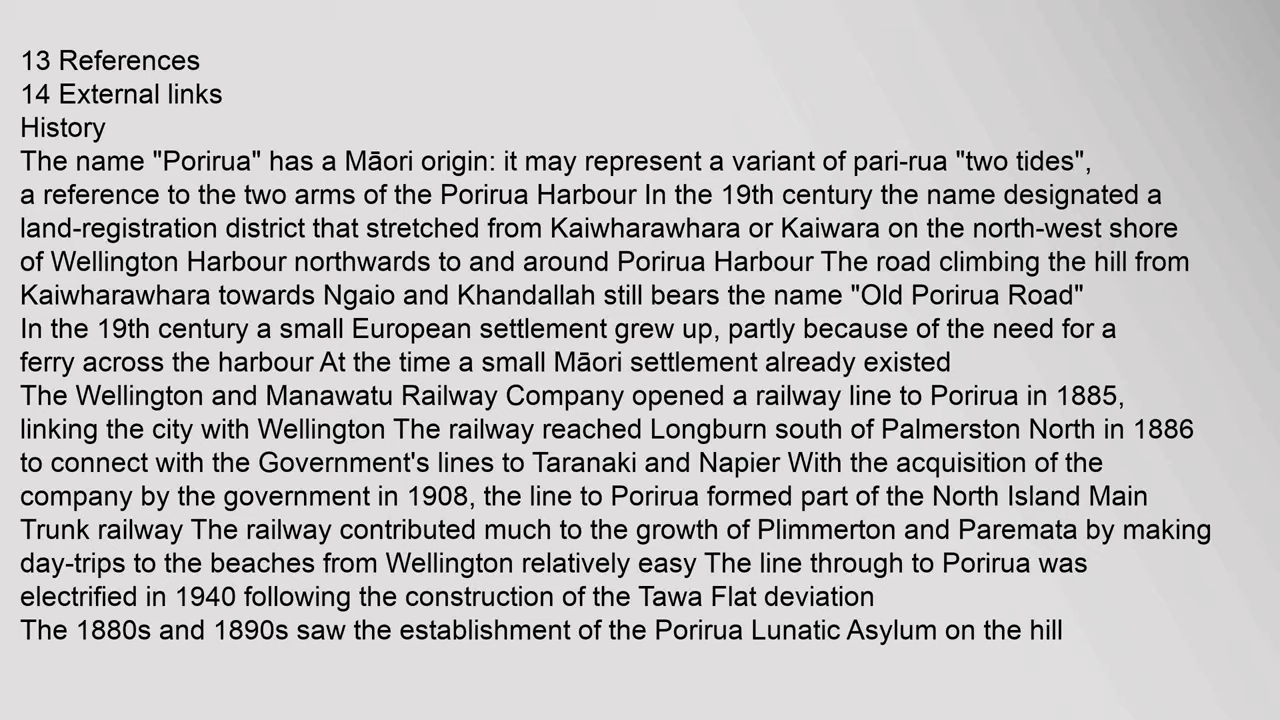 13 References
14 External links
History
The name "Porirua" has a Māori origin: it may represent a variant of pari-rua "two tides",
a reference to the two arms of the Porirua Harbour In the 19th century the name designated a
land-registration district that stretched from Kaiwharawhara or Kaiwara on the north-west shore
of Wellington Harbour northwards to and around Porirua Harbour The road climbing the hill from
Kaiwharawhara towards Ngaio and Khandallah still bears the name "Old Porirua Road"
In the 19th century a small European settlement grew up, partly because of the need for a
ferry across the harbour At the time a small Māori settlement already existed
The Wellington and Manawatu Railway Company opened a railway line to Porirua in 1885,
linking the city with Wellington The railway reached Longburn south of Palmerston North in 1886
to connect with the Government's lines to Taranaki and Napier With the acquisition of the
company by the government in 1908, the line to Porirua formed part of the North Island Main
Trunk railway The railway contributed much to the growth of Plimmerton and Paremata by making
day-trips to the beaches from Wellington relatively easy The line through to Porirua was
electrified in 1940 following the construction of the Tawa Flat deviation
The 1880s and 1890s saw the establishment of the Porirua Lunatic Asylum on the hill